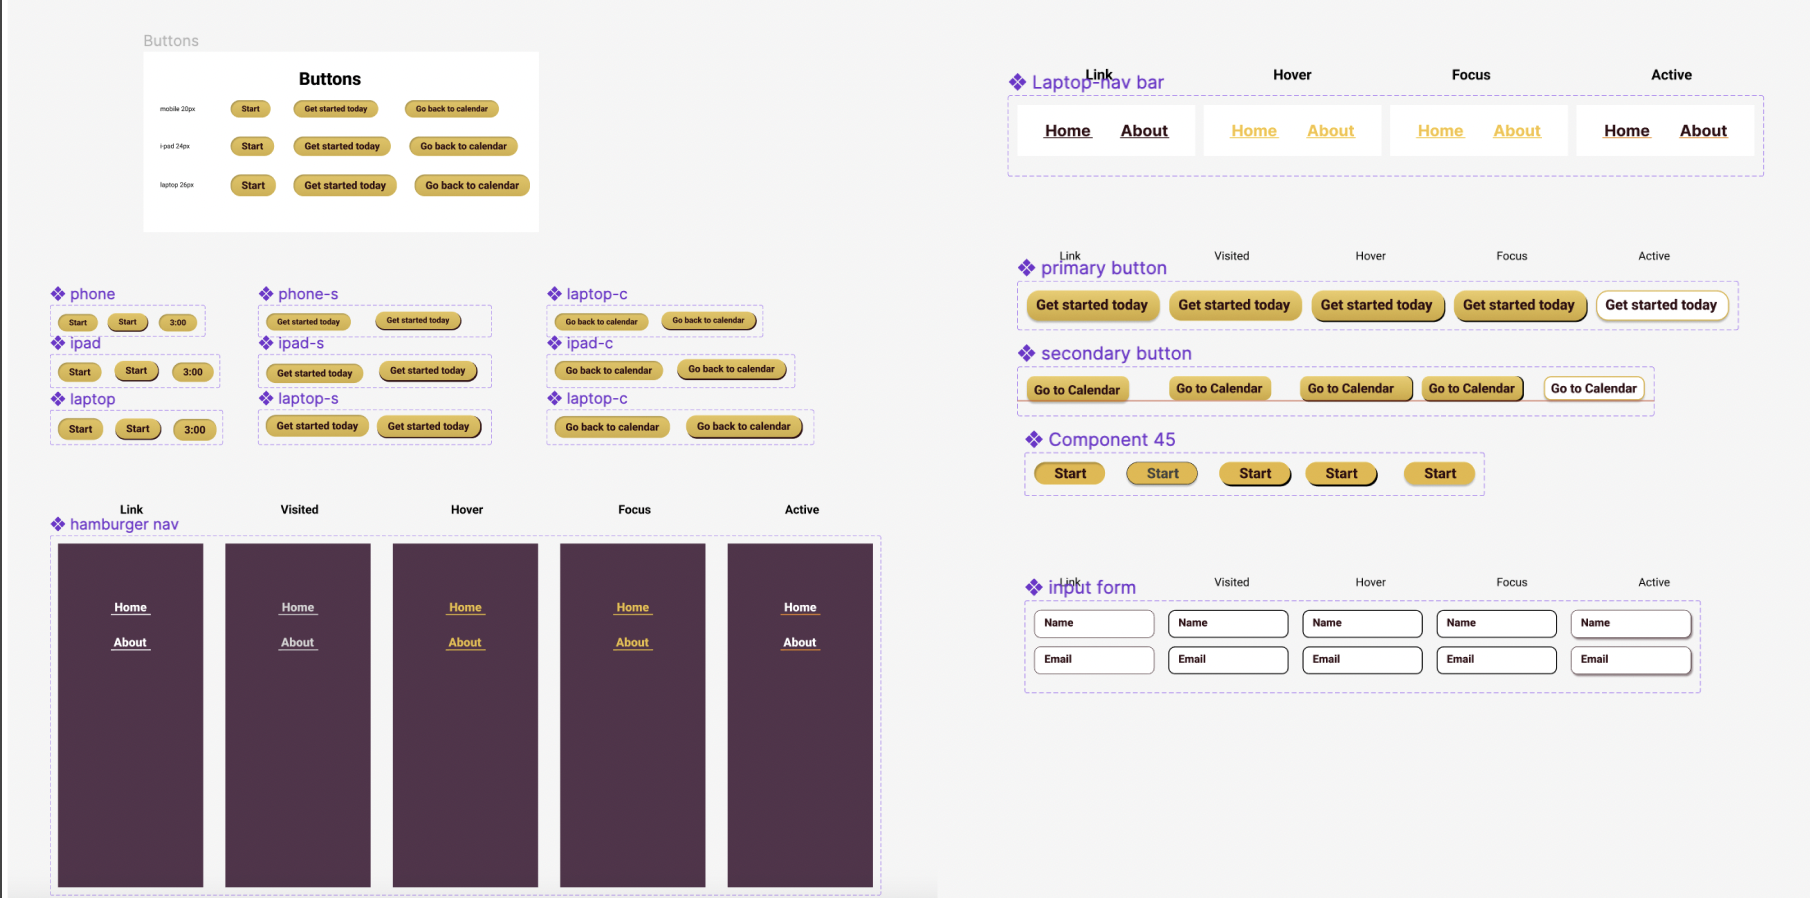 Buttons
Buttons
mobile 20px Start Get started today Go back to calendar
i-pad 24px Start Get started today Go back to calendar
laptop 26px Start Get started today Go back to calendar
phone
Start Start 3:00
ipad
Start Start 3:00
laptop
Start Start 3:00
phone-s
Get started today Get started today
ipad-s
Get started today Get started today
laptop-s
Get started today Get started today
laptop-c
Go back to calendar Go back to calendar
ipad-c
Go back to calendar Go back to calendar
laptop-c
Go back to calendar Go back to calendar
Link Visited Hover Focus Active
hamburger nav
Home Home Home Home Home
About About About About About
Link Hover Focus Active
Laptop-nav bar
Home About Home About Home About Home About
Link Visited Hover Focus Active
primary button
Get started today Get started today Get started today Get started today Get started today
secondary button
Go to Calendar Go to Calendar Go to Calendar Go to Calendar Go to Calendar
Component 45
Start Start Start Start Start
Link Visited Hover Focus Active
input form
Name Name Name Name Name
Email Email Email Email Email